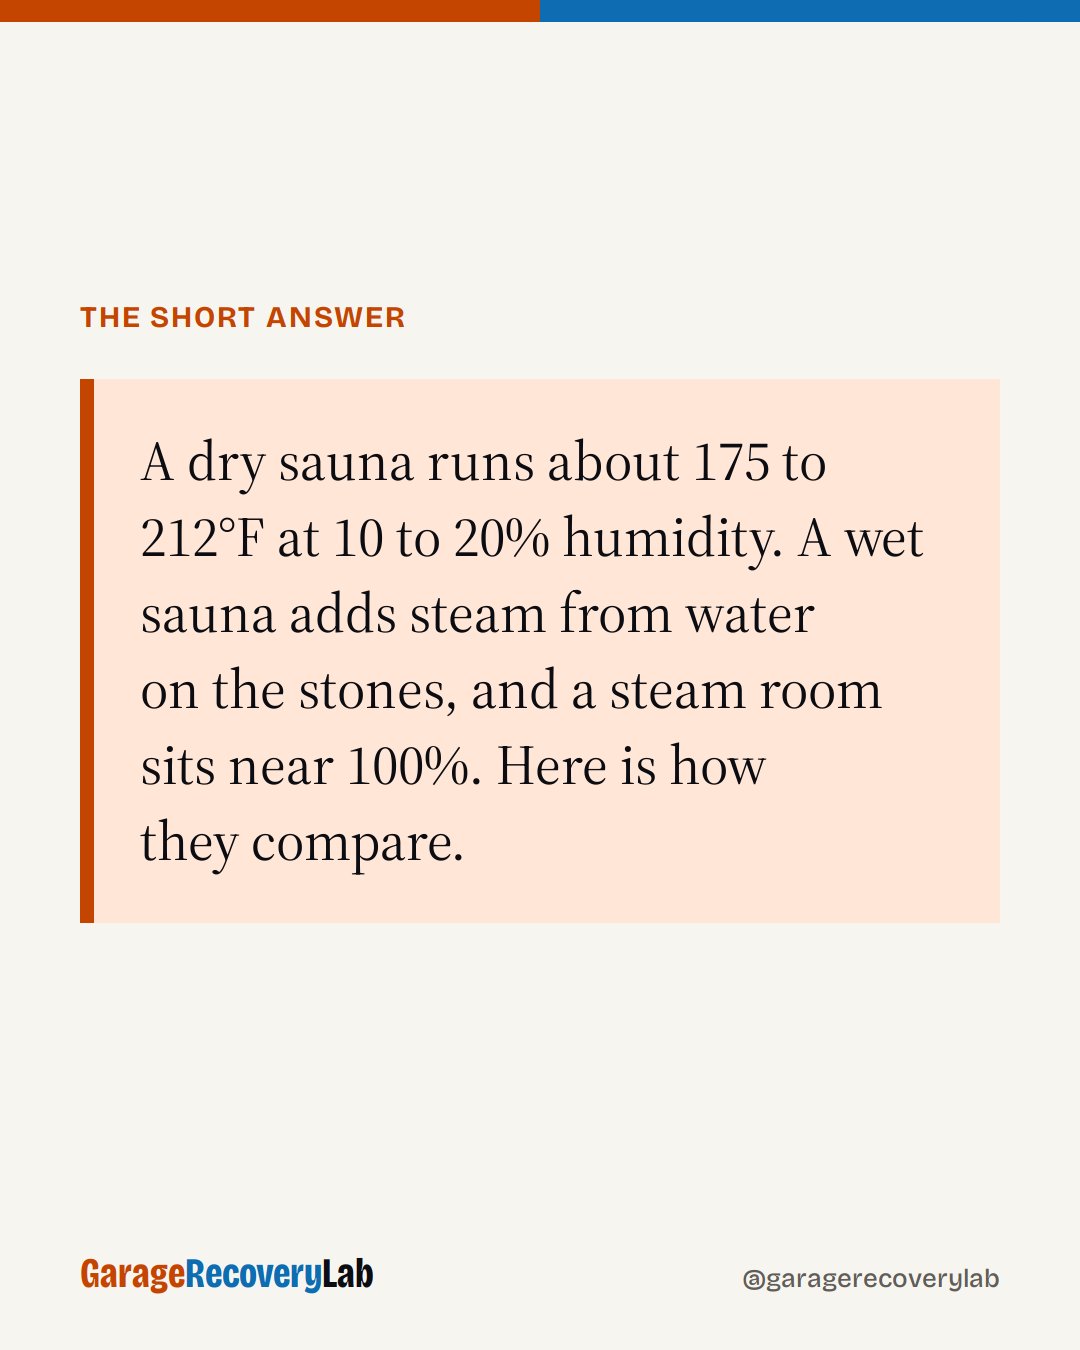 THE SHORT ANSWER
A dry sauna runs about 175 to
212°F at 10 to 20% humidity. A wet
sauna adds steam from water
on the stones, and a steam room
sits near 100%. Here is how
they compare.
GarageRecoveryLab
@garagerecoverylab